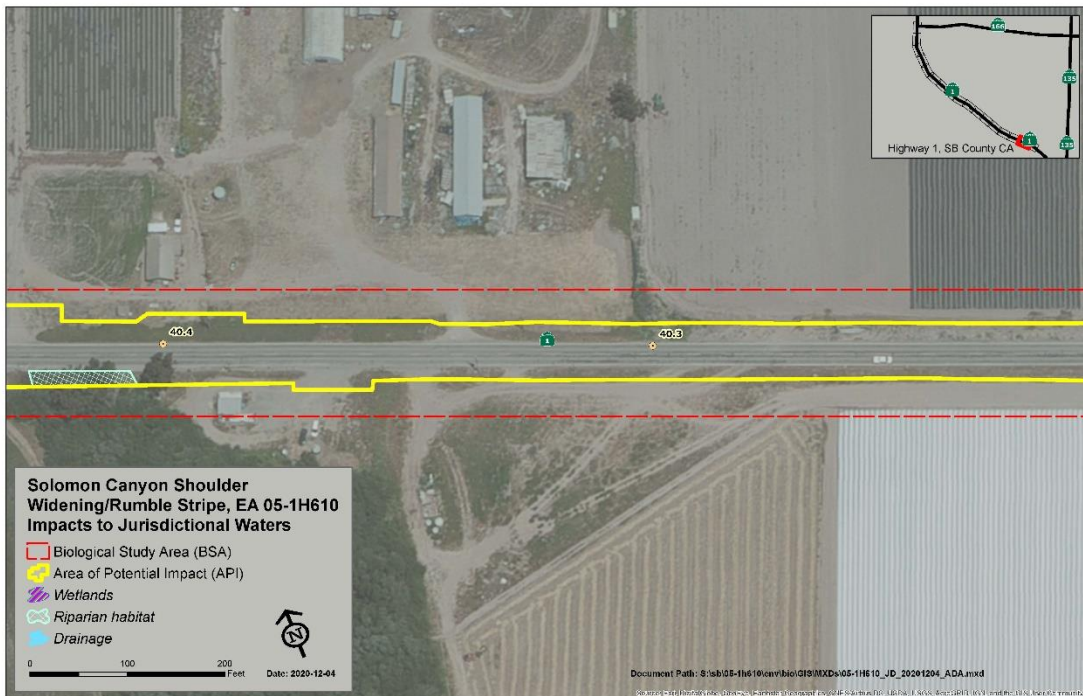 166
1
135
1
135
Highway 1, SB County CA
40.4
1
40.3
Solomon Canyon Shoulder
Widening/Rumble Stripe, EA 05-1H610
Impacts to Jurisdictional Waters
Biological Study Area (BSA)
Area of Potential Impact (API)
Wetlands
Riparian habitat
Drainage
N
0 100 200
Feet
Date: 2020-12-04
Document Path: S:\sb\05-1h610\env\bio\GIS\MXDs\05-1H610_JD_20201204_ADA.mxd